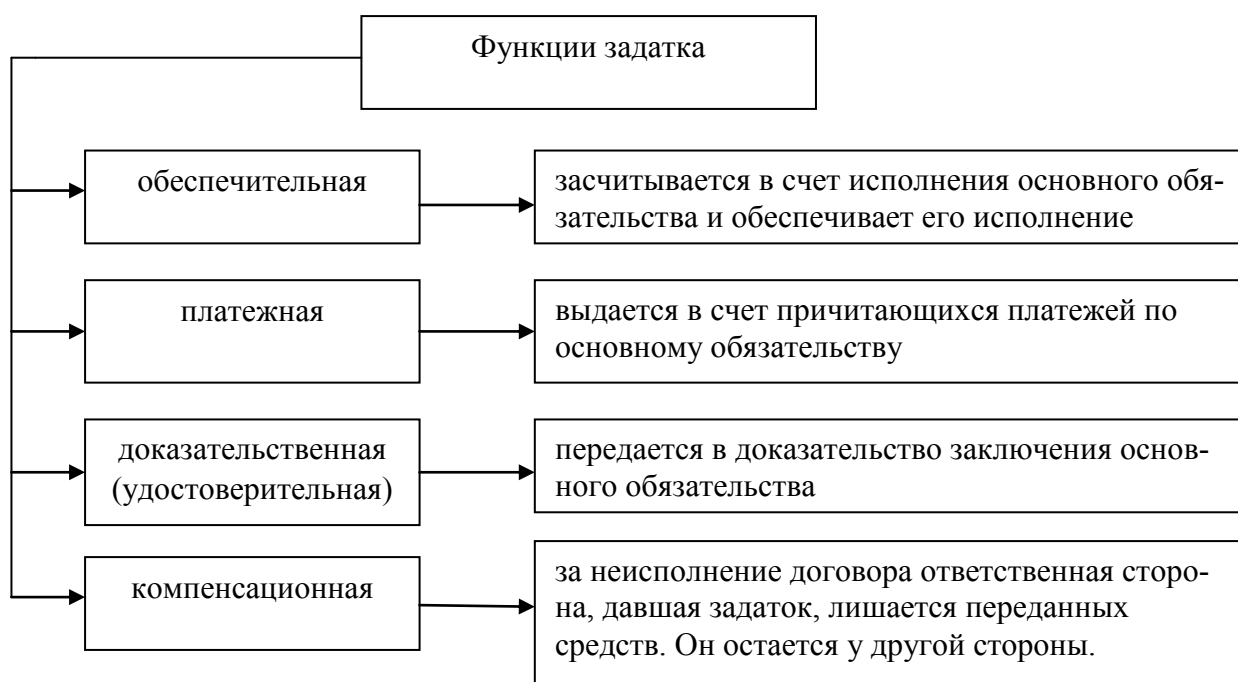 Функции задатка
обеспечительная
засчитывается в счет исполнения основного обя-
зательства и обеспечивает его исполнение
платежная
выдается в счет причитающихся платежей по
основному обязательству
доказательственная
(удостоверительная)
передается в доказательство заключения основ-
ного обязательства
компенсационная
за неисполнение договора ответственная сторо-
на, давшая задаток, лишается переданных
средств. Он остается у другой стороны.